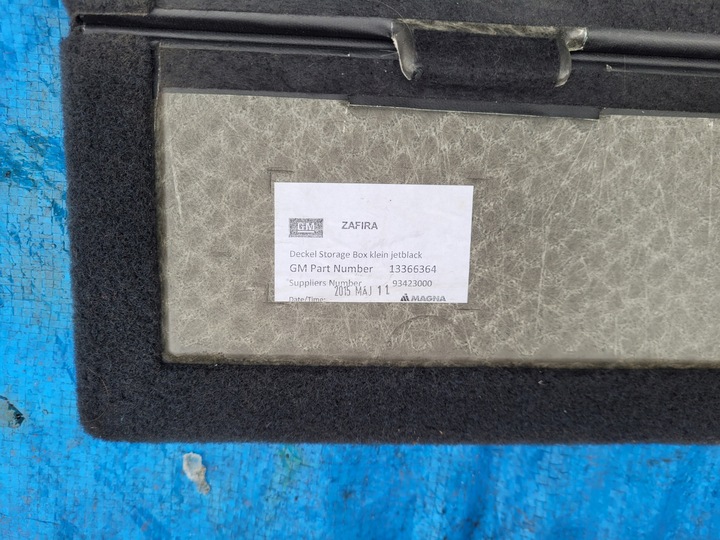 GM ZAFIRA
Deckel Storage Box klein jetblack
GM Part Number 13366364
Suppliers Number 93423000
2015 MÁJ 11
Date/Time: MAGNA